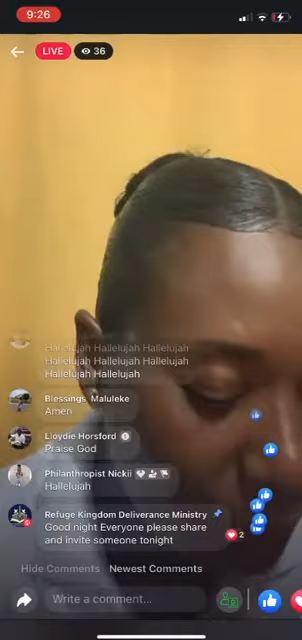 9:26
LIVE 36
Hallelujah Hallelujah Hallelujah
Hallelujah Hallelujah Hallelujah
Hallelujah Hallelujah
Blessings Maluleke
Amen
Lloydie Horsford
Praise God
Philanthropist Nickii
Hallelujah
Refuge Kingdom Deliverance Ministry
Good night Everyone please share
and invite someone tonight
2
Hide Comments Newest Comments
Write a comment...